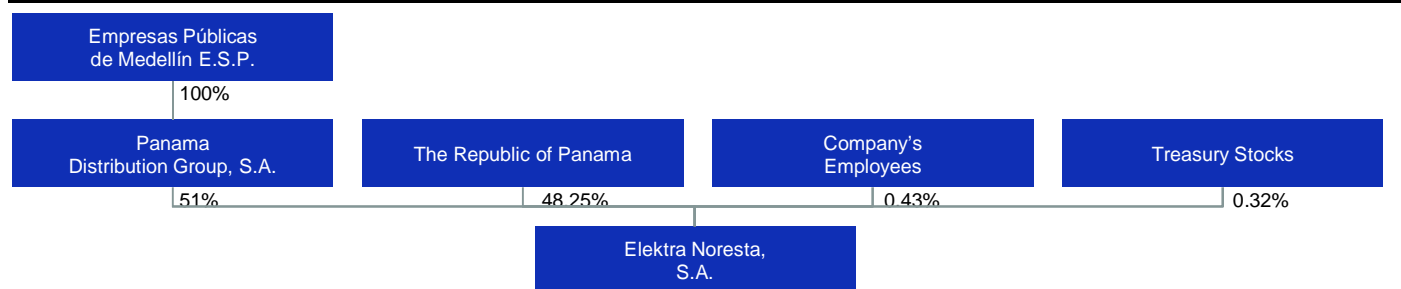 Empresas Públicas
de Medellín E.S.P.
100%
Panama
Distribution Group, S.A.
The Republic of Panama
Company’s
Employees
Treasury Stocks
51%
48.25%
0.43%
0.32%
Elektra Noresta,
S.A.